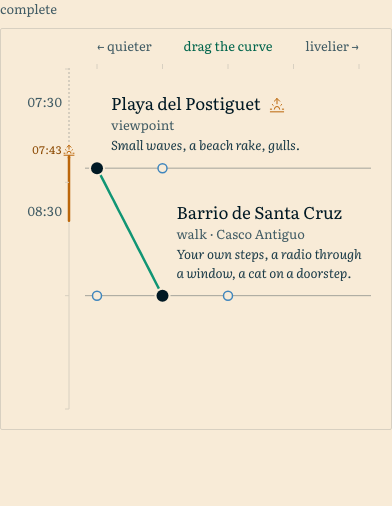 complete
← quieter drag the curve livelier →
07:30
Playa del Postiguet
viewpoint
07:43
Small waves, a beach rake, gulls.
08:30
Barrio de Santa Cruz
walk · Casco Antiguo
Your own steps, a radio through
a window, a cat on a doorstep.